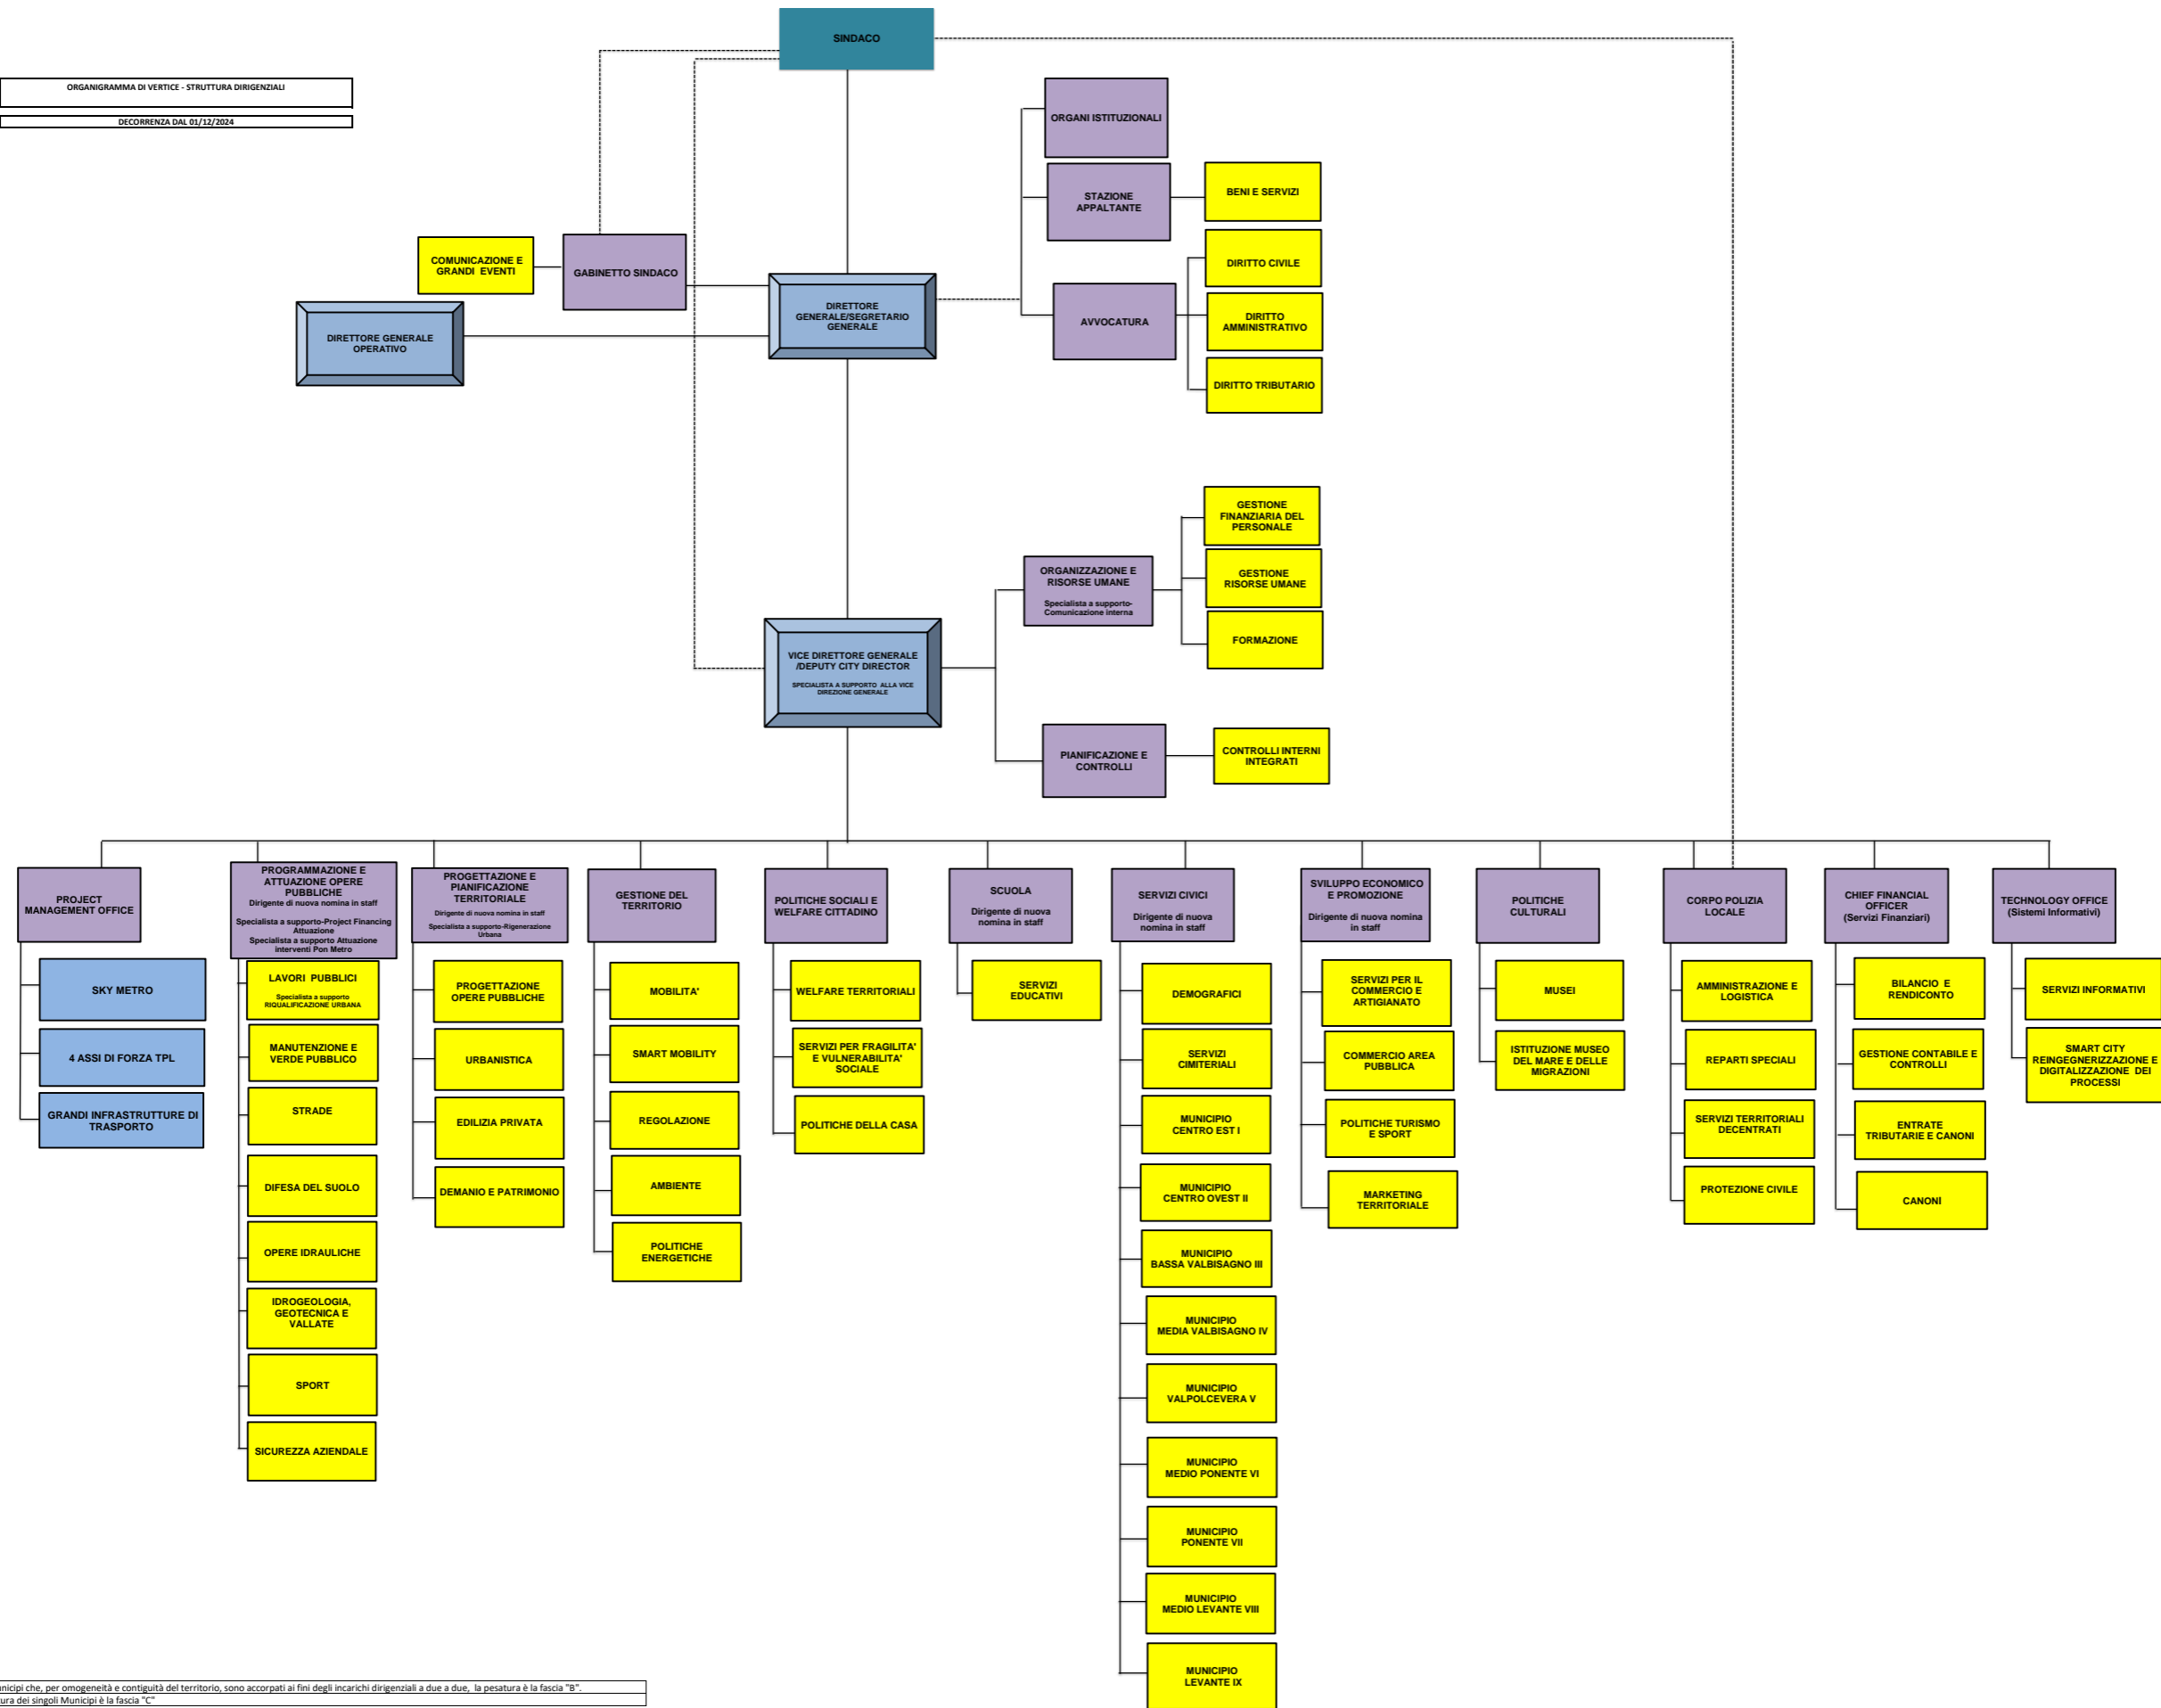 SINDACO
ORGANIGRAMMA DI VERTICE - STRUTTURA DIRIGENZIALI
DECORRENZA DAL 01/12/2024
ORGANI ISTITUZIONALI
STAZIONE
APPALTANTE
BENI E SERVIZI
COMUNICAZIONE E
GRANDI EVENTI
GABINETTO SINDACO
DIRETTORE GENERALE
OPERATIVO
DIRETTORE
GENERALE/SEGRETARIO
GENERALE
AVVOCATURA
DIRITTO CIVILE
DIRITTO
AMMINISTRATIVO
DIRITTO TRIBUTARIO
VICE DIRETTORE GENERALE
/DEPUTY CITY DIRECTOR
SPECIALISTA A SUPPORTO ALLA VICE
DIREZIONE GENERALE
ORGANIZZAZIONE E
RISORSE UMANE
Specialista a supporto-
Comunicazione interna
GESTIONE
FINANZIARIA DEL
PERSONALE
GESTIONE
RISORSE UMANE
FORMAZIONE
PIANIFICAZIONE E
CONTROLLI
CONTROLLI INTERNI
INTEGRATI
PROJECT
MANAGEMENT OFFICE
SKY METRO
4 ASSI DI FORZA TPL
GRANDI INFRASTRUTTURE DI
TRASPORTO
PROGRAMMAZIONE E
ATTUAZIONE OPERE
PUBBLICHE
Dirigente di nuova nomina in staff
Specialista a supporto-Project Financing
Attuazione
Specialista a supporto Attuazione
interventi Pon Metro
LAVORI PUBBLICI
Specialista a supporto
RIQUALIFICAZIONE URBANA
MANUTENZIONE E
VERDE PUBBLICO
STRADE
DIFESA DEL SUOLO
OPERE IDRAULICHE
IDROGEOLOGIA,
GEOTECNICA E
VALLATE
SPORT
SICUREZZA AZIENDALE
PROGETTAZIONE E
PIANIFICAZIONE
TERRITORIALE
Dirigente di nuova nomina in staff
Specialista a supporto-Rigenerazione
Urbana
PROGETTAZIONE
OPERE PUBBLICHE
URBANISTICA
EDILIZIA PRIVATA
DEMANIO E PATRIMONIO
GESTIONE DEL
TERRITORIO
MOBILITA'
SMART MOBILITY
REGOLAZIONE
AMBIENTE
POLITICHE
ENERGETICHE
POLITICHE SOCIALI E
WELFARE CITTADINO
WELFARE TERRITORIALI
SERVIZI PER FRAGILITA'
E VULNERABILITA'
SOCIALE
POLITICHE DELLA CASA
SCUOLA
Dirigente di nuova
nomina in staff
SERVIZI
EDUCATIVI
SERVIZI CIVICI
Dirigente di nuova
nomina in staff
DEMOGRAFICI
SERVIZI
CIMITERIALI
MUNICIPIO
CENTRO EST I
MUNICIPIO
CENTRO OVEST II
MUNICIPIO
BASSA VALBISAGNO III
MUNICIPIO
MEDIA VALBISAGNO IV
MUNICIPIO
VALPOLCEVERA V
MUNICIPIO
MEDIO PONENTE VI
MUNICIPIO
PONENTE VII
MUNICIPIO
MEDIO LEVANTE VIII
MUNICIPIO
LEVANTE IX
SVILUPPO ECONOMICO
E PROMOZIONE
Dirigente di nuova nomina
in staff
SERVIZI PER IL
COMMERCIO E
ARTIGIANATO
COMMERCIO AREA
PUBBLICA
POLITICHE TURISMO
E SPORT
MARKETING
TERRITORIALE
POLITICHE
CULTURALI
MUSEI
ISTITUZIONE MUSEO
DEL MARE E DELLE
MIGRAZIONI
CORPO POLIZIA
LOCALE
AMMINISTRAZIONE E
LOGISTICA
REPARTI SPECIALI
SERVIZI TERRITORIALI
DECENTRATI
PROTEZIONE CIVILE
CHIEF FINANCIAL
OFFICER
(Servizi Finanziari)
BILANCIO E
RENDICONTO
GESTIONE CONTABILE E
CONTROLLI
ENTRATE
TRIBUTARIE E CANONI
CANONI
TECHNOLOGY OFFICE
(Sistemi Informativi)
SERVIZI INFORMATIVI
SMART CITY
REINGEGNERIZZAZIONE E
DIGITALIZZAZIONE DEI
PROCESSI
nicipi che, per omogeneità e contiguità del territorio, sono accorpati ai fini degli incarichi dirigenziali a due a due, la pesatura è la fascia "B".
ura dei singoli Municipi è la fascia "C"